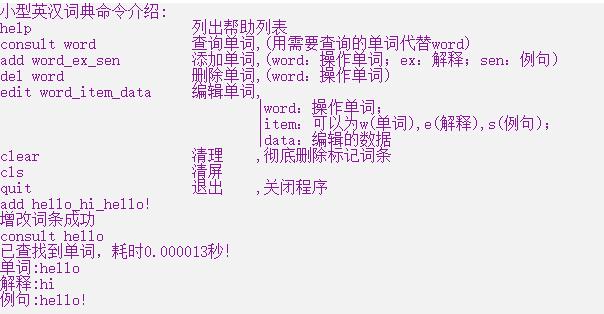 小型英汉词典命令介绍:
help 列出帮助列表
consult word 查询单词,(用需要查询的单词代替word)
add word_ex_sen 添加单词,(word: 操作单词; ex: 解释; sen: 例句)
del word 删除单词,(word: 操作单词)
edit word_item_data 编辑单词,
|word: 操作单词;
|item: 可以为w(单词),e(解释),s(例句);
|data: 编辑的数据
clear 清理 ,彻底删除标记词条
cls 清屏
quit 退出 ,关闭程序
add hello_hi_hello!
增改词条成功
consult hello
已查找到单词, 耗时0.000013秒!
单词:hello
解释:hi
例句:hello!